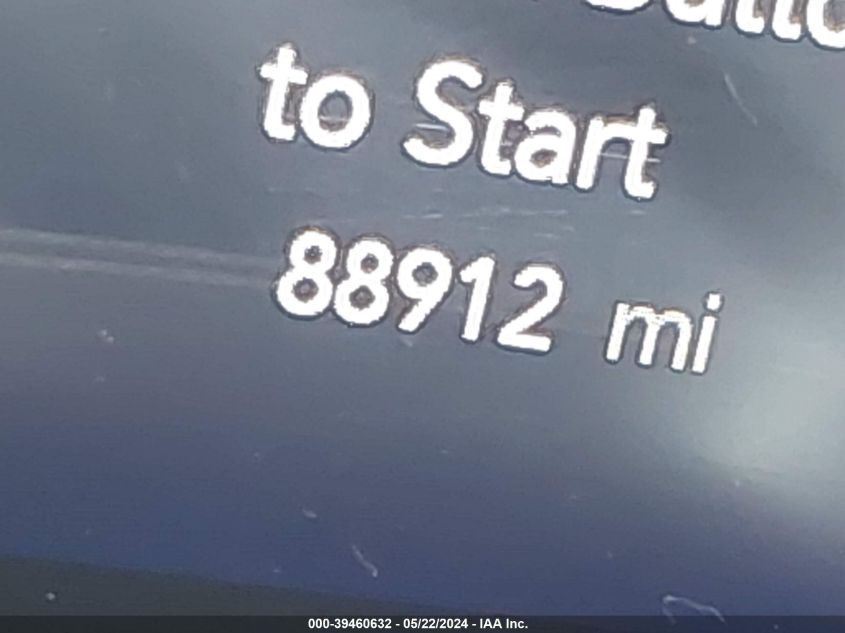 to Start
88912 mi
000-39460632 - 05/22/2024 - IAA Inc.